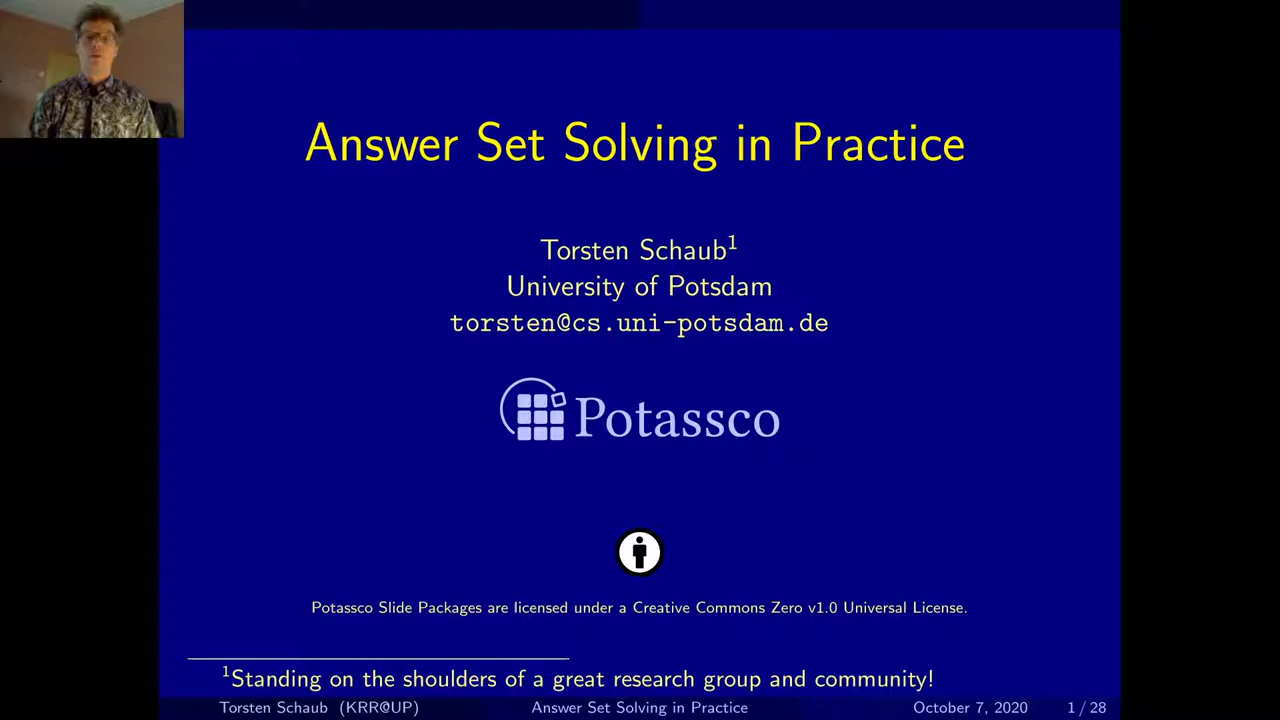 Answer Set Solving in Practice
Torsten Schaub1
University of Potsdam
torsten@cs.uni-potsdam.de
Potassco
Potassco Slide Packages are licensed under a Creative Commons Zero v1.0 Universal License.
1Standing on the shoulders of a great research group and community!
Torsten Schaub (KRR@UP) Answer Set Solving in Practice October 7, 2020 1 / 28